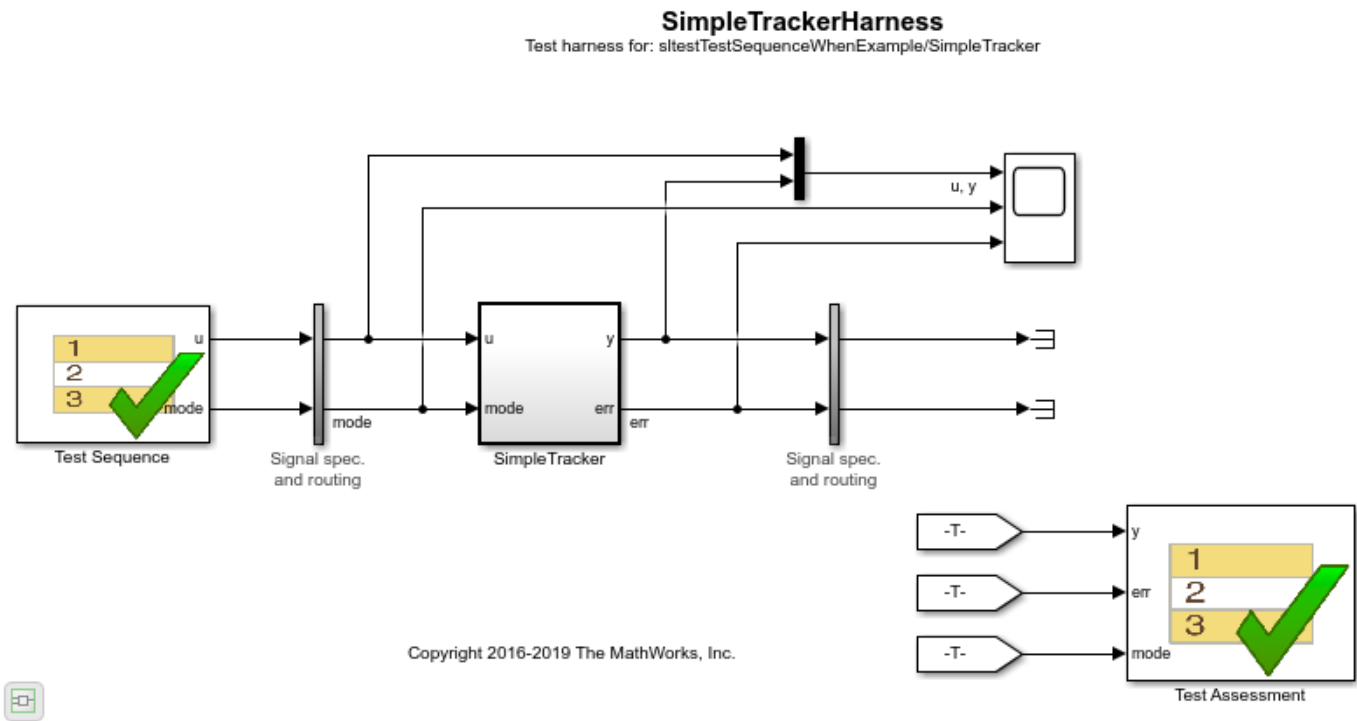 SimpleTrackerHarness
Test harness for: sltestTestSequenceWhenExample/SimpleTracker
u, y
1
2
3
u
mode
Test Sequence
mode
Signal spec.
and routing
u
mode
y
err
SimpleTracker
err
Signal spec.
and routing
-T-
-T-
-T-
y
err
mode
1
2
3
Test Assessment
Copyright 2016-2019 The MathWorks, Inc.